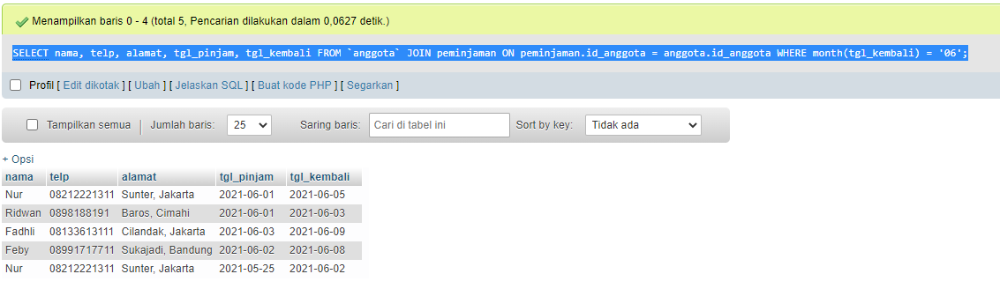 Menampilkan baris 0 - 4 (total 5, Pencarian dilakukan dalam 0,0627 detik.)
SELECT nama, telp, alamat, tgl_pinjam, tgl_kembali FROM `anggota` JOIN peminjaman ON peminjaman.id_anggota = anggota.id_anggota WHERE month(tgl_kembali) = '06';
Profil [ Edit dikotak ] [ Ubah ] [ Jelaskan SQL ] [ Buat kode PHP ] [ Segarkan ]
Tampilkan semua | Jumlah baris: 25 Saring baris: Cari di tabel ini Sort by key: Tidak ada
+ Opsi
nama telp alamat tgl_pinjam tgl_kembali
Nur 08212221311 Sunter, Jakarta 2021-06-01 2021-06-05
Ridwan 0898188191 Baros, Cimahi 2021-06-01 2021-06-03
Fadhli 08133613111 Cilandak, Jakarta 2021-06-03 2021-06-09
Feby 08991717711 Sukajadi, Bandung 2021-06-02 2021-06-08
Nur 08212221311 Sunter, Jakarta 2021-05-25 2021-06-02